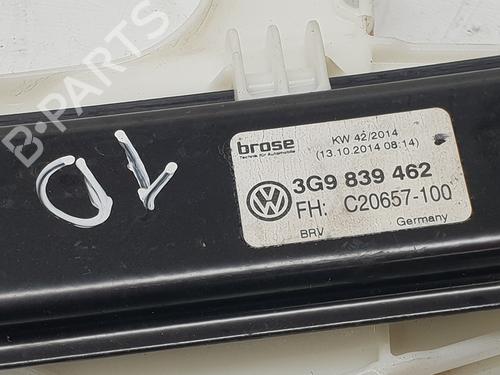 B-PARTS
brose
Technik für Automobile
KW 42/2014
(13.10.2014 08:14)
3G9 839 462
FH: C20657-100
BRV Germany